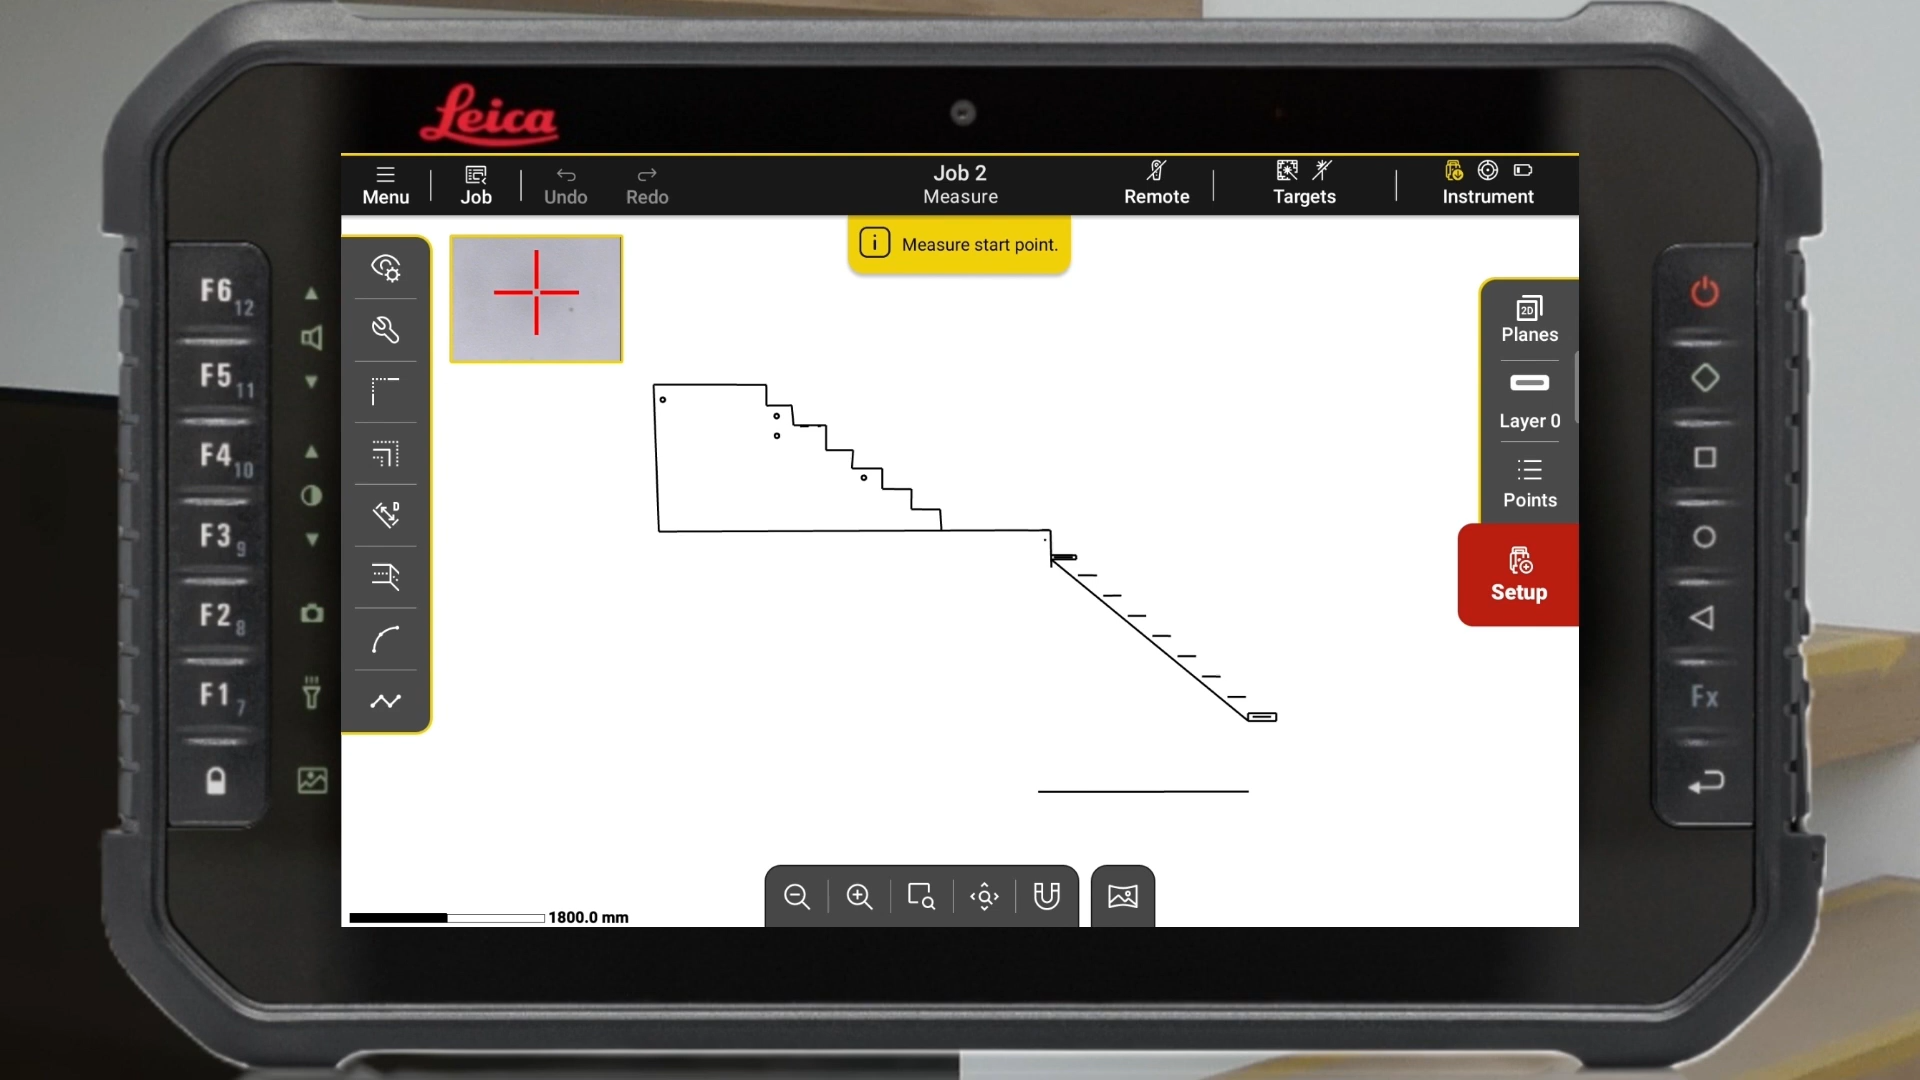 Leica
Menu
Job
Undo
Redo
Job 2
Measure
Remote
Targets
Instrument
i Measure start point.
2D
Planes
Layer 0
Points
Setup
D
1800.0 mm
F6 12
F5 11
F4 10
F3 9
F2 8
F1 7
Fx